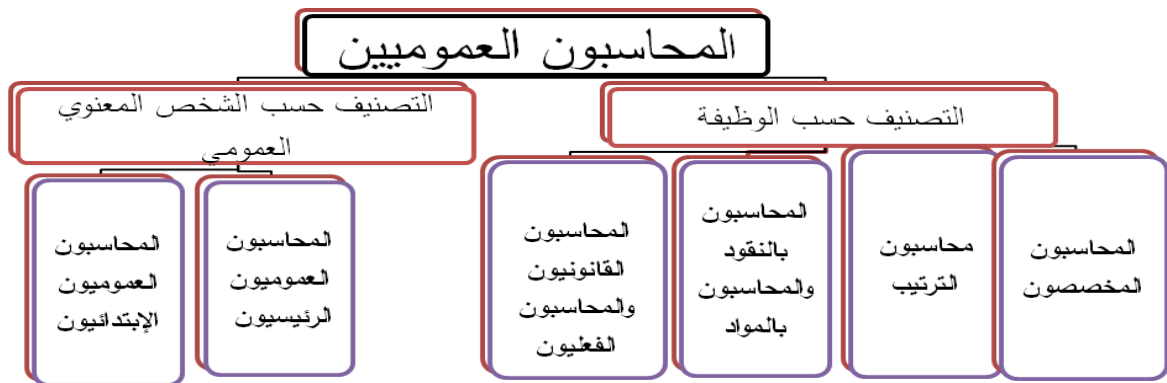 المحاسبون العموميين
التصنيف حسب الوظيفة
التصنيف حسب الشخص المعنوي
العمومي
المحاسبون
المخصصون
محاسبون
الترتيب
المحاسبون
بالنقود
والمحاسبون
بالمواد
المحاسبون
القانونيون
والمحاسبون
الفعليون
المحاسبون
العموميون
الرئيسيون
المحاسبون
العموميون
الإبتدائيون